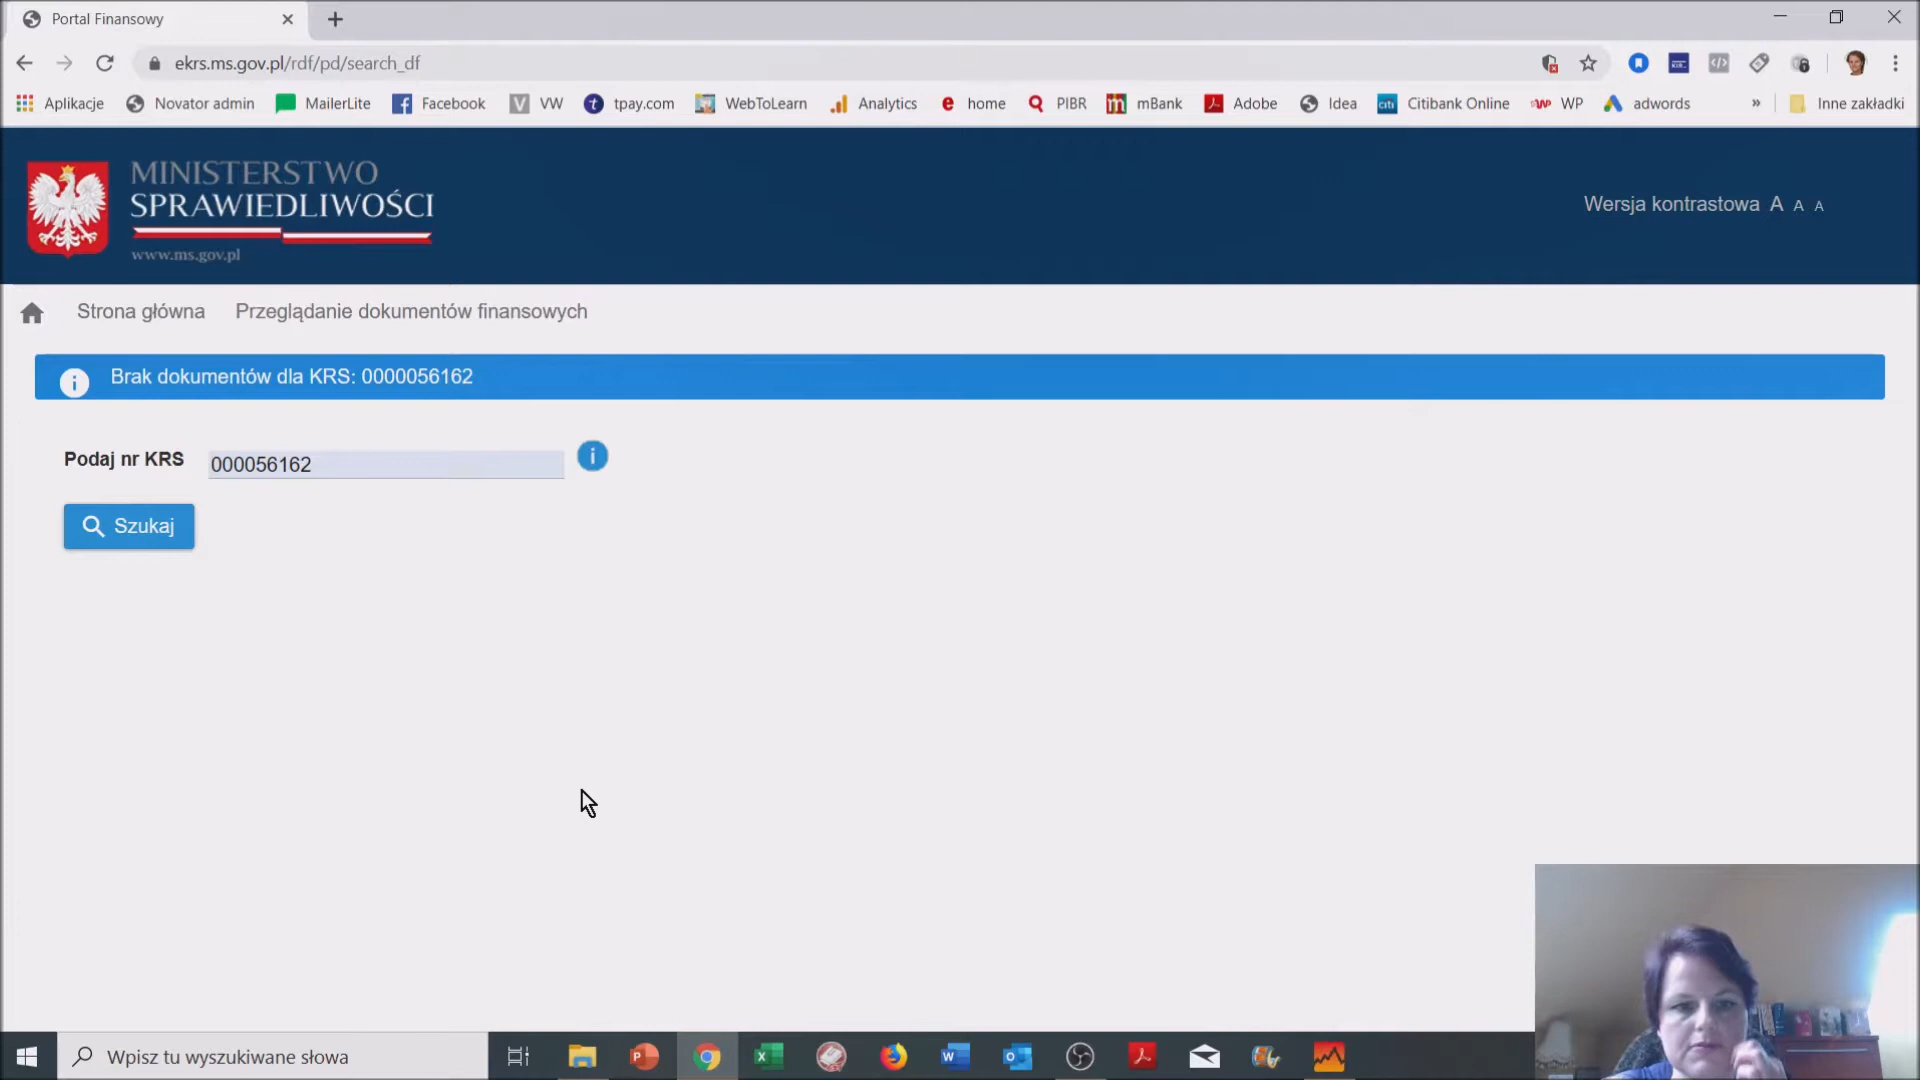 Portal Finansowy
ekrs.ms.gov.pl/rdf/pd/search_df
Aplikacje Novator admin MailerLite Facebook VW tpay.com WebToLearn Analytics home PIBR mBank Adobe Idea Citibank Online WP adwords » Inne zakładki
MINISTERSTWO
SPRAWIEDLIWOŚCI
www.ms.gov.pl
Wersja kontrastowa A A A
Strona główna Przeglądanie dokumentów finansowych
Brak dokumentów dla KRS: 0000056162
Podaj nr KRS 000056162
Szukaj
Wpisz tu wyszukiwane słowa